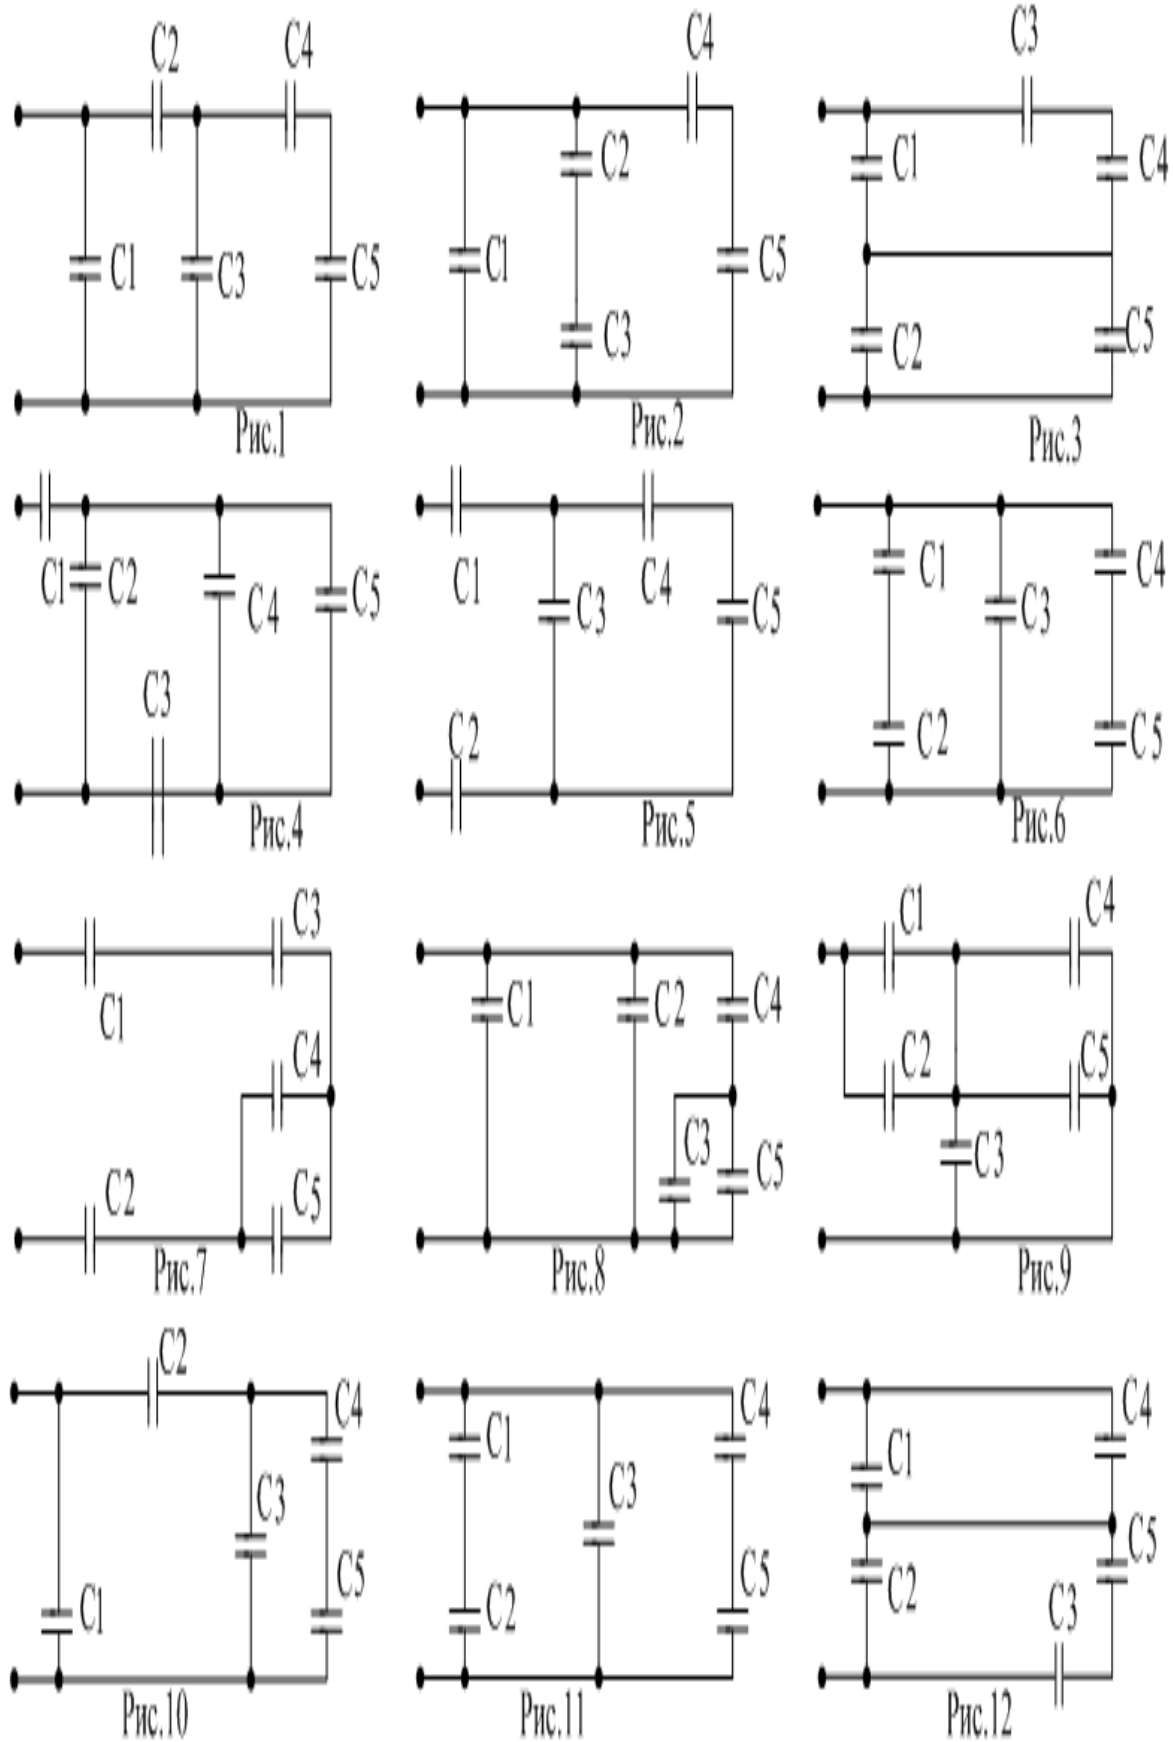 C2 C4
C1 C3 C5
Рис.1
C4
C2
C1 C5
C3
Рис.2
C3
C1 C4
C2 C5
Рис.3
C1 C2 C4 C5
C3
Рис.4
C1 C4
C3 C5
C2
Рис.5
C1 C4
C3
C2 C5
Рис.6
C3
C1
C4
C2 C5
Рис.7
C1 C2 C4
C3 C5
Рис.8
C1 C4
C2 C5
C3
Рис.9
C2
C4
C3
C5
C1
Рис.10
C4
C1
C3
C5
C2
Рис.11
C4
C1
C5
C2 C3
Рис.12